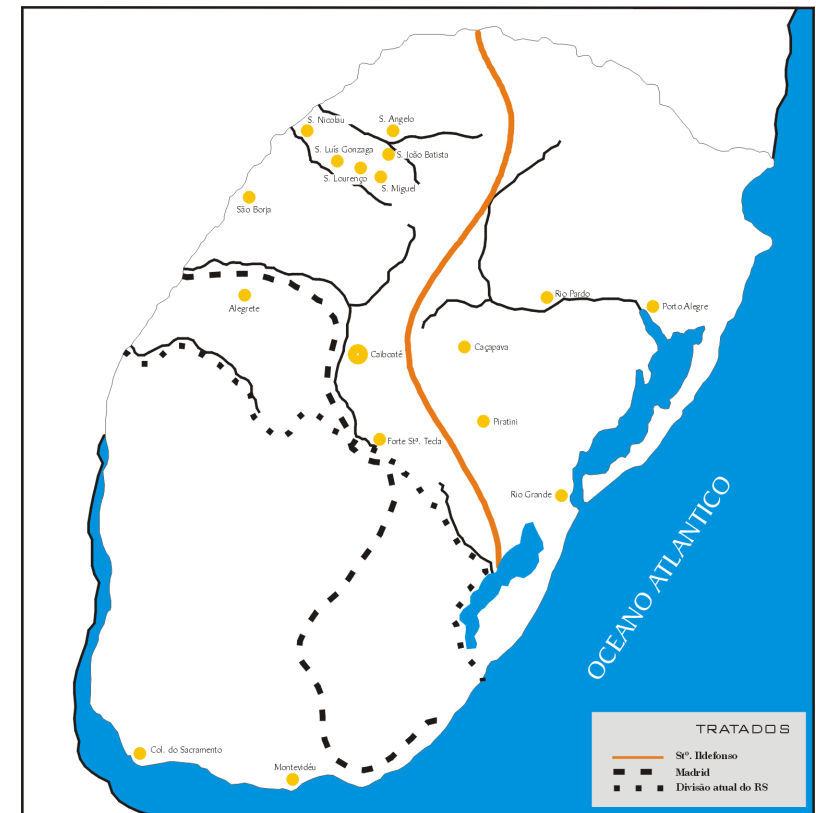 S. Nicolau
S. Angelo
S. Luís Gonzaga
S. João Batista
S. Lourenço
S. Miguel
São Borja
Alegrete
Rio Pardo
Porto Alegre
Caiboaté
Caçapava
Piratini
Forte Stª. Tecla
Rio Grande
OCEANO ATLANTICO
Col. do Sacramento
Montevidéu
TRATADOS
Stº. Ildefonso
Madrid
Divisão atual do RS